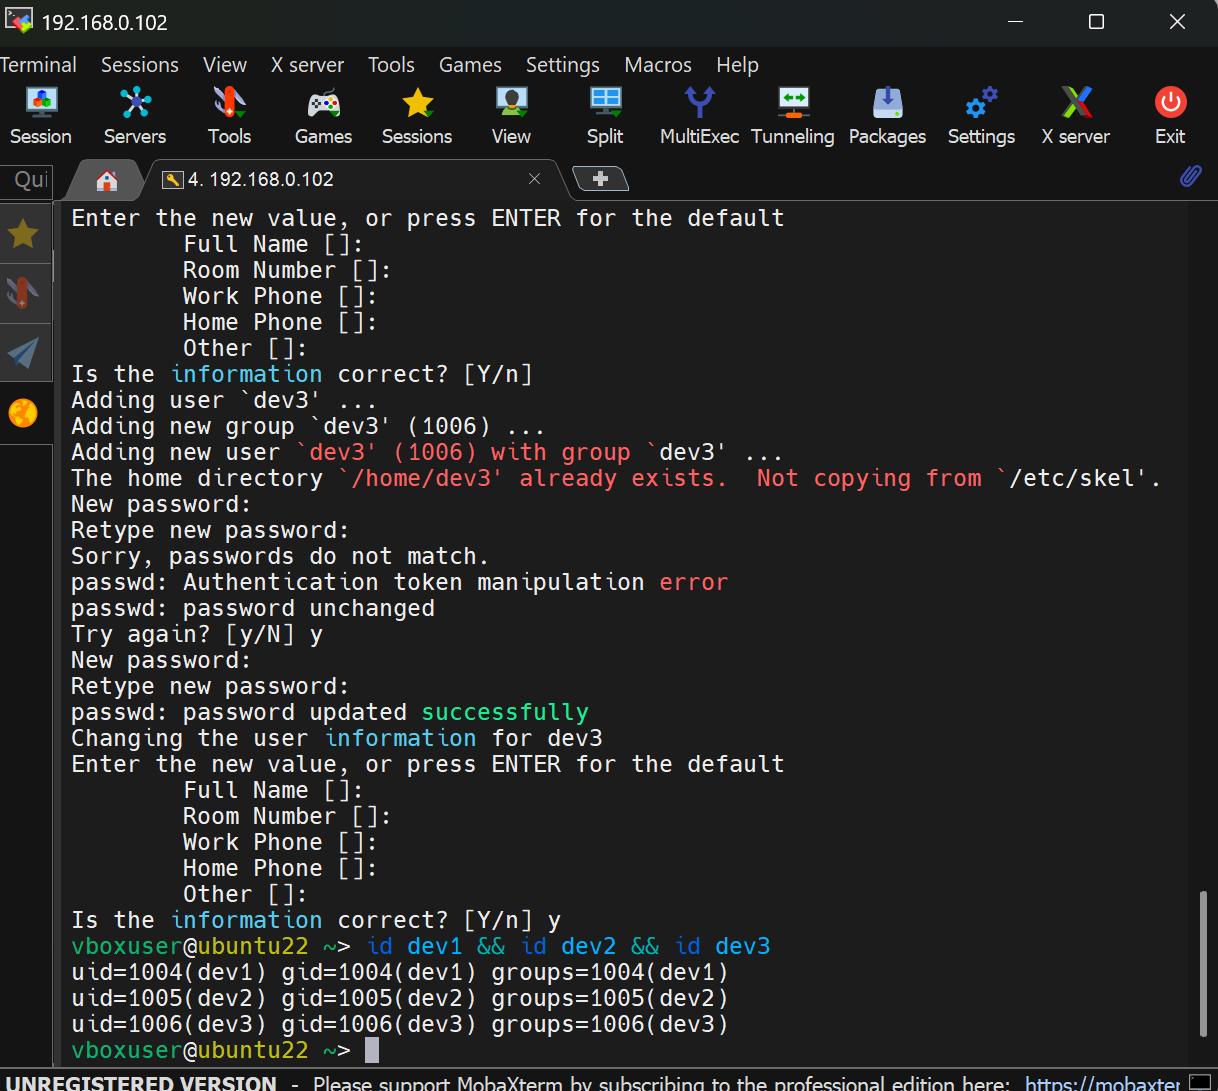 192.168.0.102
Terminal Sessions View X server Tools Games Settings Macros Help
Session Servers Tools Games Sessions View Split MultiExec Tunneling Packages Settings X server Exit
Qui 4. 192.168.0.102
Enter the new value, or press ENTER for the default
Full Name []:
Room Number []:
Work Phone []:
Home Phone []:
Other []:
Is the information correct? [Y/n]
Adding user `dev3' ...
Adding new group `dev3' (1006) ...
Adding new user `dev3' (1006) with group `dev3' ...
The home directory `/home/dev3' already exists.  Not copying from `/etc/skel'.
New password:
Retype new password:
Sorry, passwords do not match.
passwd: Authentication token manipulation error
passwd: password unchanged
Try again? [y/N] y
New password:
Retype new password:
passwd: password updated successfully
Changing the user information for dev3
Enter the new value, or press ENTER for the default
Full Name []:
Room Number []:
Work Phone []:
Home Phone []:
Other []:
Is the information correct? [Y/n] y
vboxuser@ubuntu22 ~> id dev1 && id dev2 && id dev3
uid=1004(dev1) gid=1004(dev1) groups=1004(dev1)
uid=1005(dev2) gid=1005(dev2) groups=1005(dev2)
uid=1006(dev3) gid=1006(dev3) groups=1006(dev3)
vboxuser@ubuntu22 ~>
UNREGISTERED VERSION - Please support MobaXterm by subscribing to the professional edition here: https://mobaxter